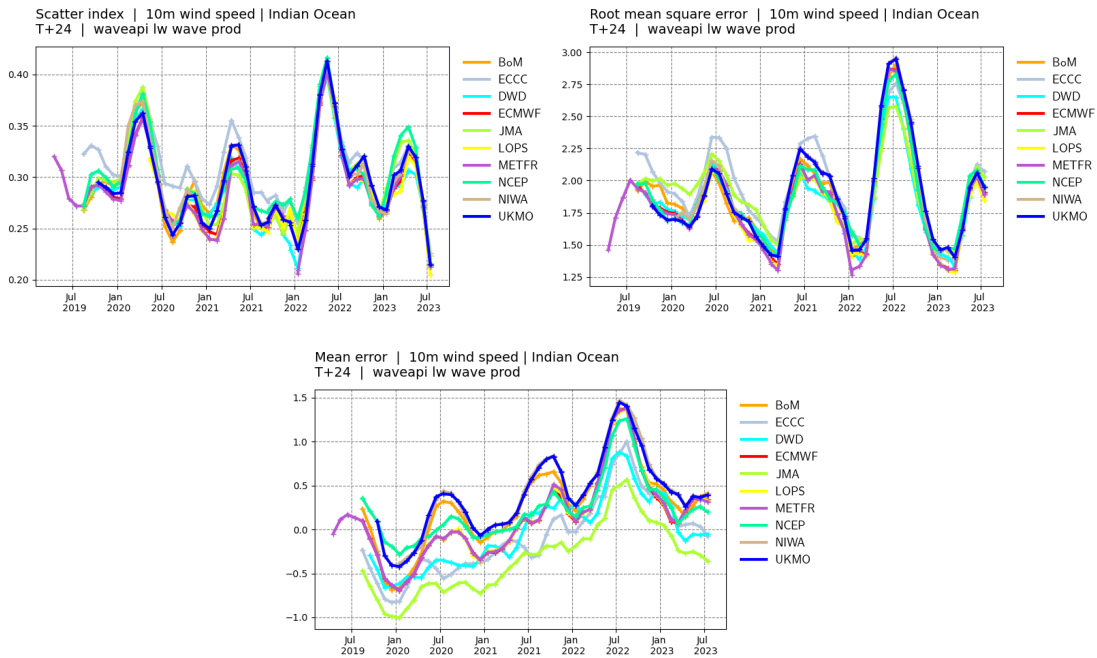 Scatter index | 10m wind speed | Indian Ocean
T+24 | waveapi lw wave prod
0.40
0.35
0.30
0.25
0.20
Jul 2019
Jan 2020
Jul 2020
Jan 2021
Jul 2021
Jan 2022
Jul 2022
Jan 2023
Jul 2023
BoM
ECCC
DWD
ECMWF
JMA
LOPS
METFR
NCEP
NIWA
UKMO
Root mean square error | 10m wind speed | Indian Ocean
T+24 | waveapi lw wave prod
3.00
2.75
2.50
2.25
2.00
1.75
1.50
1.25
Jul 2019
Jan 2020
Jul 2020
Jan 2021
Jul 2021
Jan 2022
Jul 2022
Jan 2023
Jul 2023
BoM
ECCC
DWD
ECMWF
JMA
LOPS
METFR
NCEP
NIWA
UKMO
Mean error | 10m wind speed | Indian Ocean
T+24 | waveapi lw wave prod
1.5
1.0
0.5
0.0
−0.5
−1.0
Jul 2019
Jan 2020
Jul 2020
Jan 2021
Jul 2021
Jan 2022
Jul 2022
Jan 2023
Jul 2023
BoM
ECCC
DWD
ECMWF
JMA
LOPS
METFR
NCEP
NIWA
UKMO